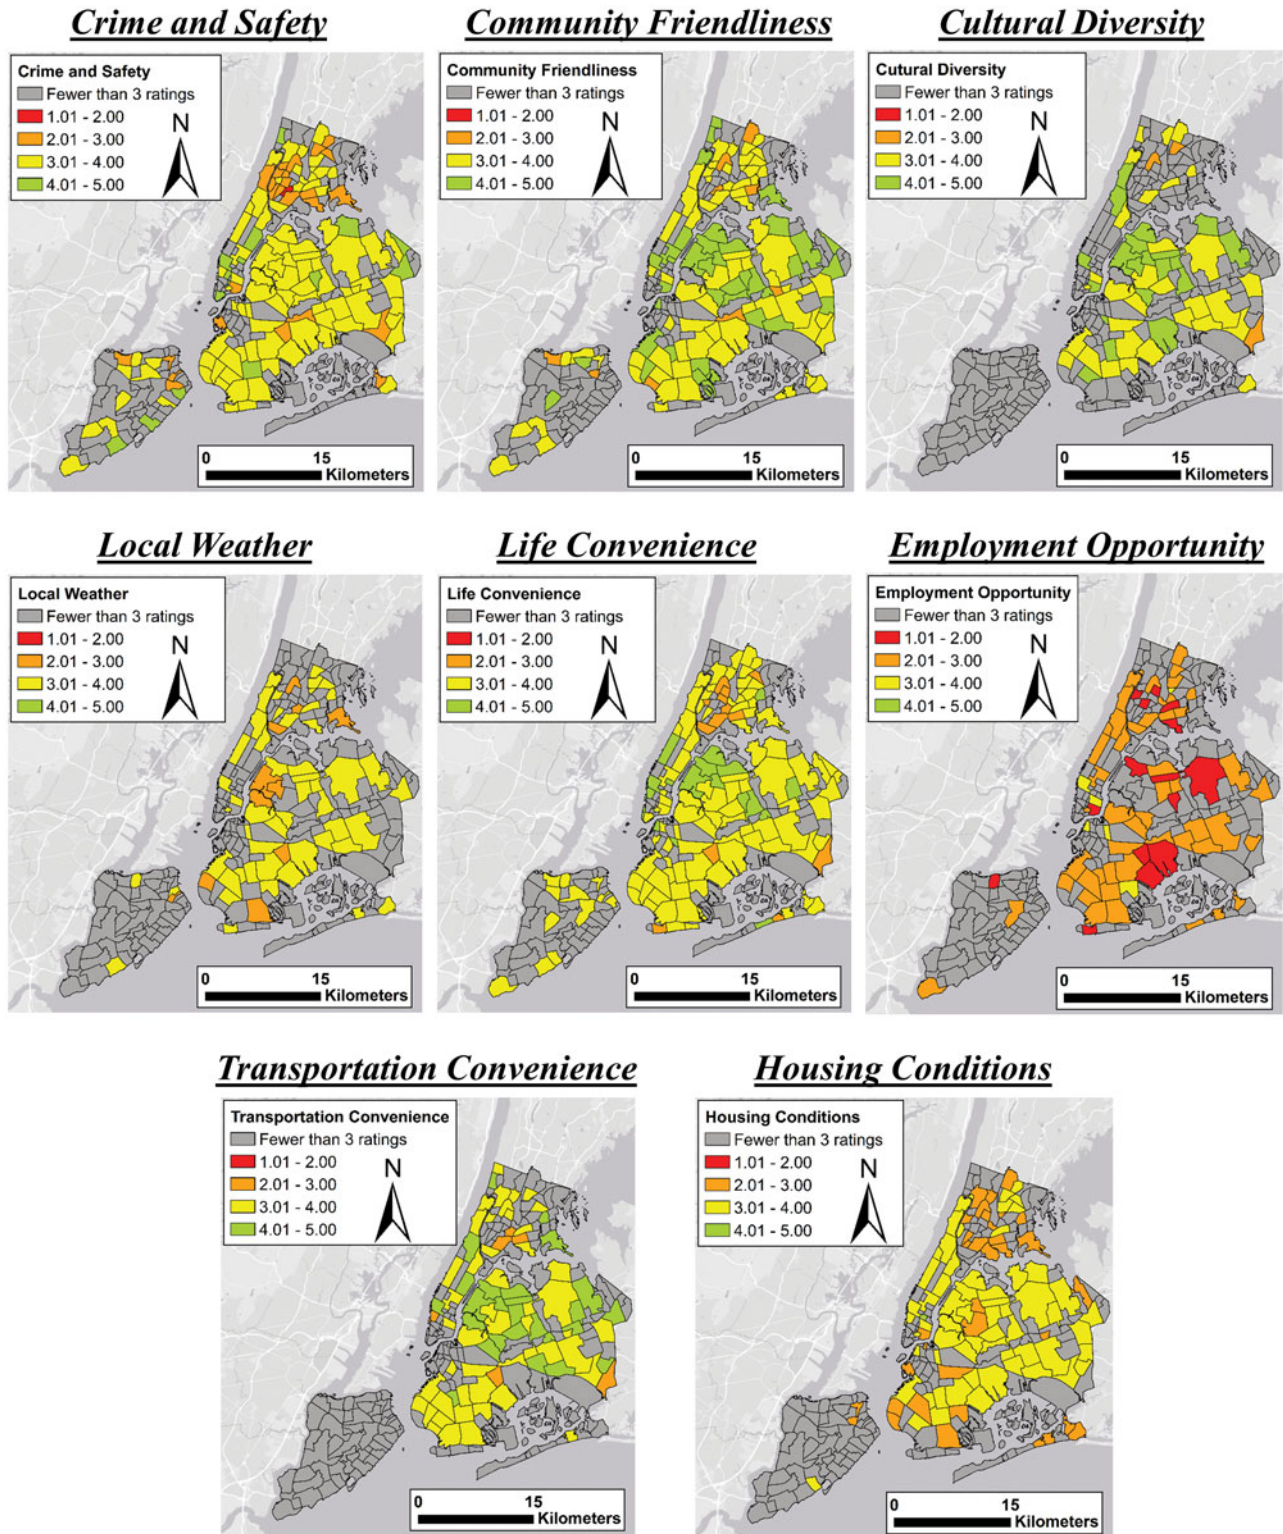 Crime and Safety
Community Friendliness
Cultural Diversity
Crime and Safety
Fewer than 3 ratings
1.01 - 2.00
2.01 - 3.00
3.01 - 4.00
4.01 - 5.00
N
0 15
Kilometers
Community Friendliness
Fewer than 3 ratings
1.01 - 2.00
2.01 - 3.00
3.01 - 4.00
4.01 - 5.00
N
0 15
Kilometers
Cutural Diversity
Fewer than 3 ratings
1.01 - 2.00
2.01 - 3.00
3.01 - 4.00
4.01 - 5.00
N
0 15
Kilometers
Local Weather
Life Convenience
Employment Opportunity
Local Weather
Fewer than 3 ratings
1.01 - 2.00
2.01 - 3.00
3.01 - 4.00
4.01 - 5.00
N
0 15
Kilometers
Life Convenience
Fewer than 3 ratings
1.01 - 2.00
2.01 - 3.00
3.01 - 4.00
4.01 - 5.00
N
0 15
Kilometers
Employment Opportunity
Fewer than 3 ratings
1.01 - 2.00
2.01 - 3.00
3.01 - 4.00
4.01 - 5.00
N
0 15
Kilometers
Transportation Convenience
Housing Conditions
Transportation Convenience
Fewer than 3 ratings
1.01 - 2.00
2.01 - 3.00
3.01 - 4.00
4.01 - 5.00
N
0 15
Kilometers
Housing Conditions
Fewer than 3 ratings
1.01 - 2.00
2.01 - 3.00
3.01 - 4.00
4.01 - 5.00
N
0 15
Kilometers